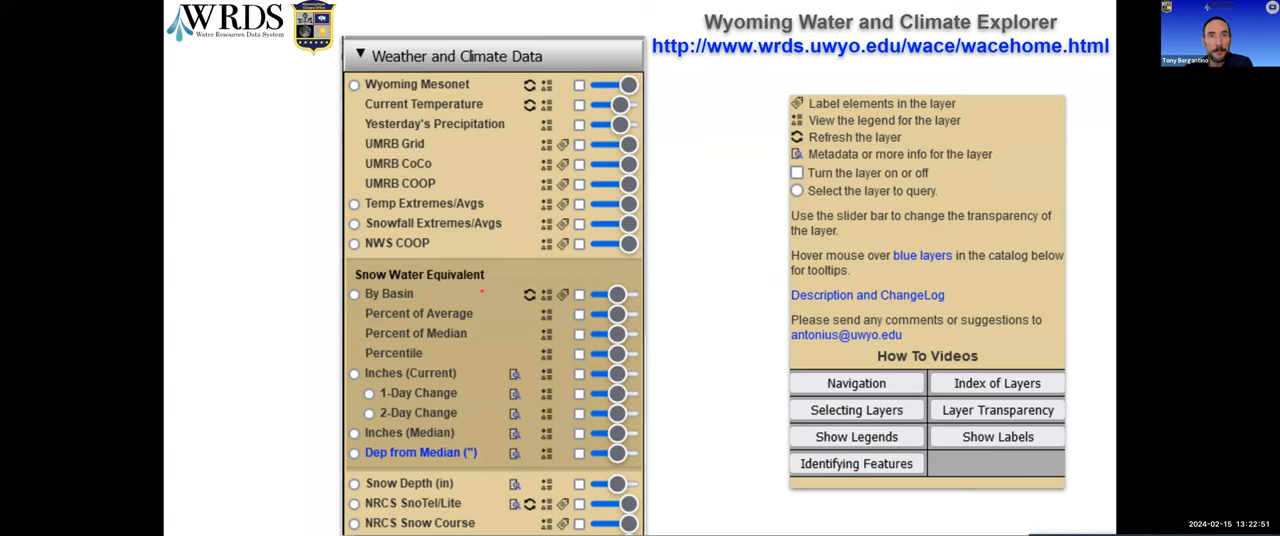 WRDS
Water Resources Data System
Wyoming Water and Climate Explorer
http://www.wrds.uwyo.edu/wace/wacehome.html
Tony Bergantino
Weather and Climate Data
Wyoming Mesonet
Current Temperature
Yesterday's Precipitation
UMRB Grid
UMRB CoCo
UMRB COOP
Temp Extremes/Avgs
Snowfall Extremes/Avgs
NWS COOP
Snow Water Equivalent
By Basin
Percent of Average
Percent of Median
Percentile
Inches (Current)
1-Day Change
2-Day Change
Inches (Median)
Dep from Median (")
Snow Depth (in)
NRCS SnoTel/Lite
NRCS Snow Course
Label elements in the layer
View the legend for the layer
Refresh the layer
Metadata or more info for the layer
Turn the layer on or off
Select the layer to query.
Use the slider bar to change the transparency of
the layer.
Hover mouse over blue layers in the catalog below
for tooltips.
Description and ChangeLog
Please send any comments or suggestions to
antonius@uwyo.edu
How To Videos
Navigation
Index of Layers
Selecting Layers
Layer Transparency
Show Legends
Show Labels
Identifying Features
2024-02-15 13:22:51